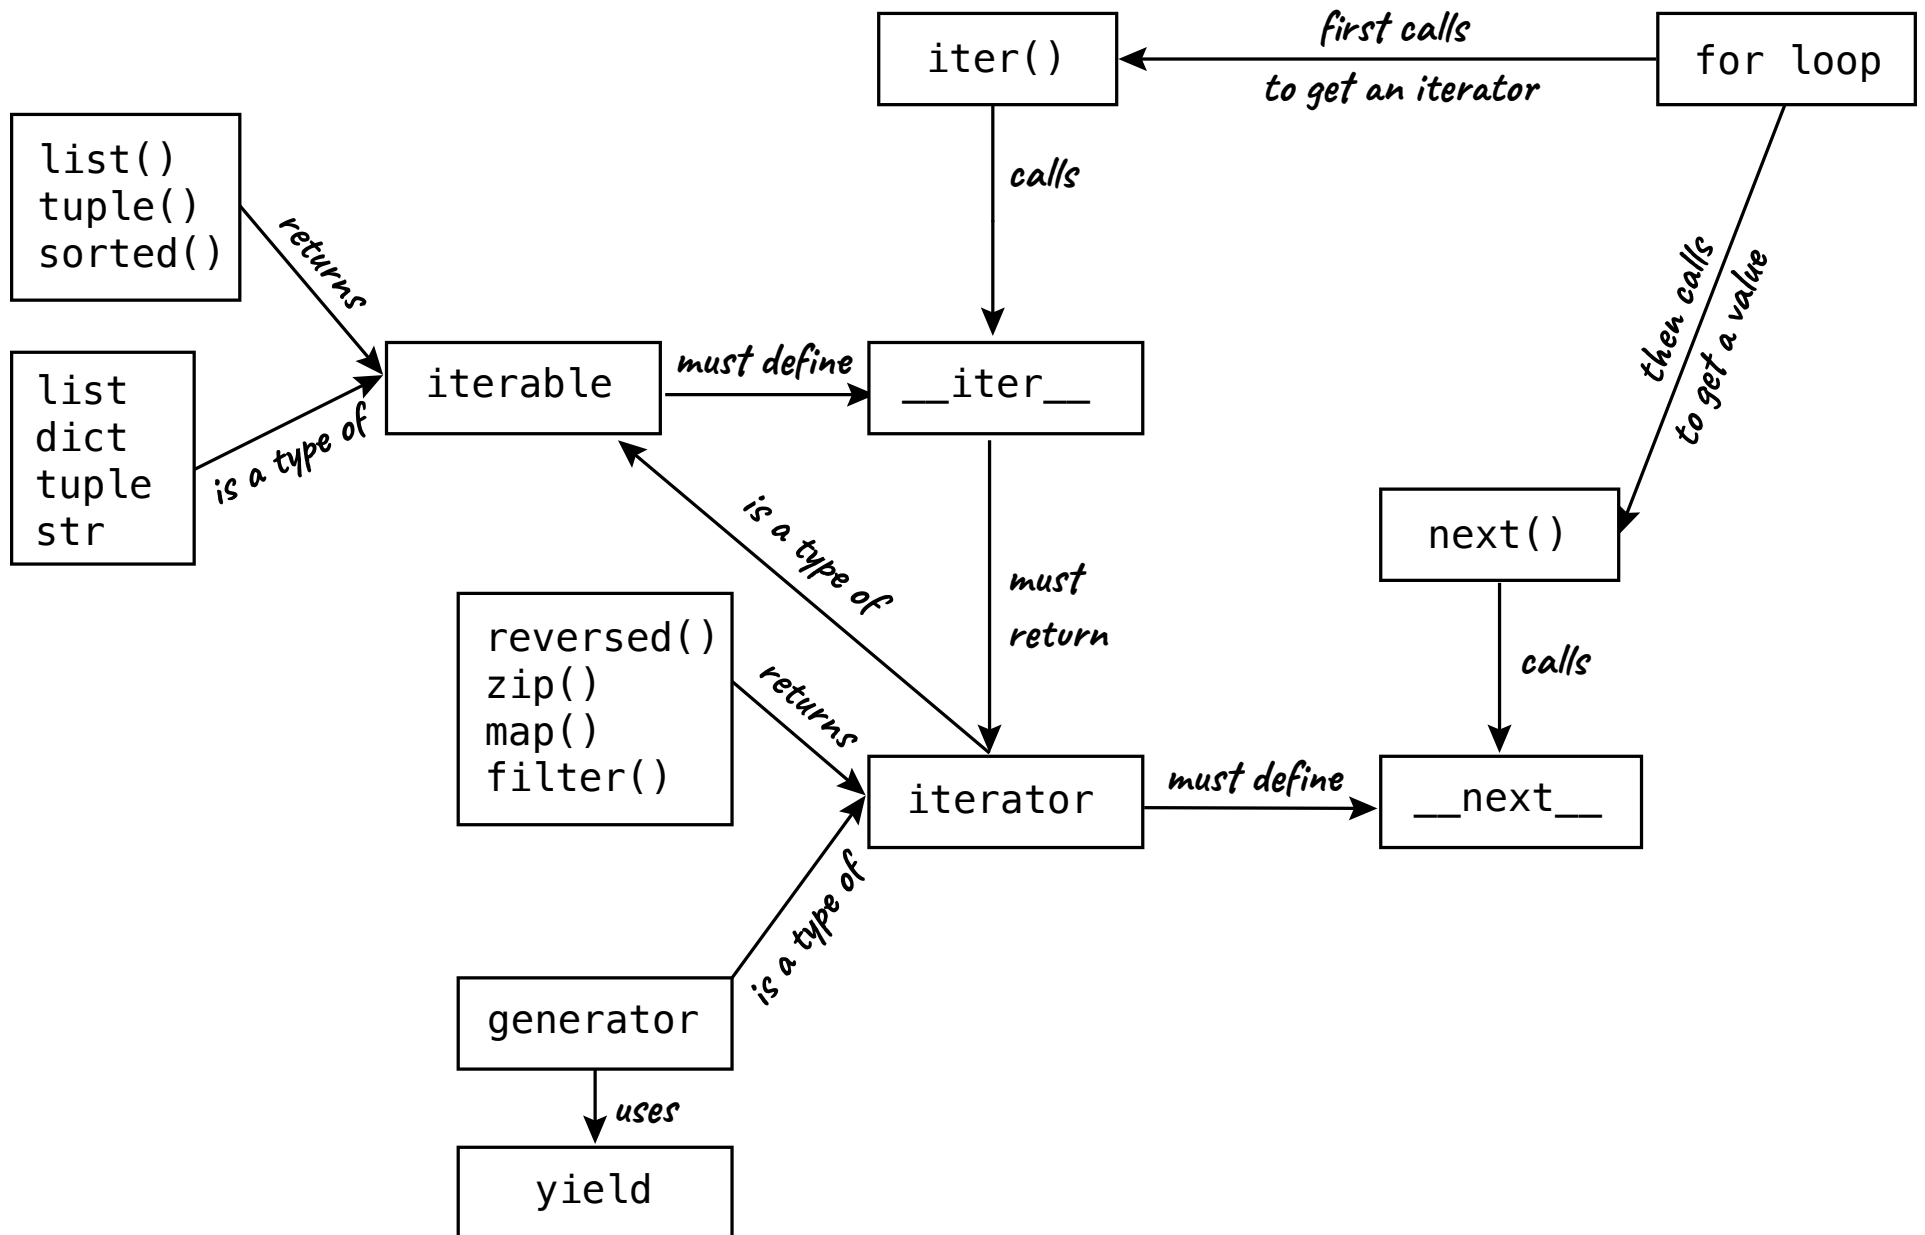 iter()
first calls
to get an iterator
for loop
list()
tuple()
sorted()
calls
returns
then calls
to get a value
list
dict
tuple
str
is a type of
iterable
must define
__iter__
is a type of
must
return
next()
calls
reversed()
zip()
map()
filter()
returns
iterator
must define
__next__
is a type of
generator
uses
yield